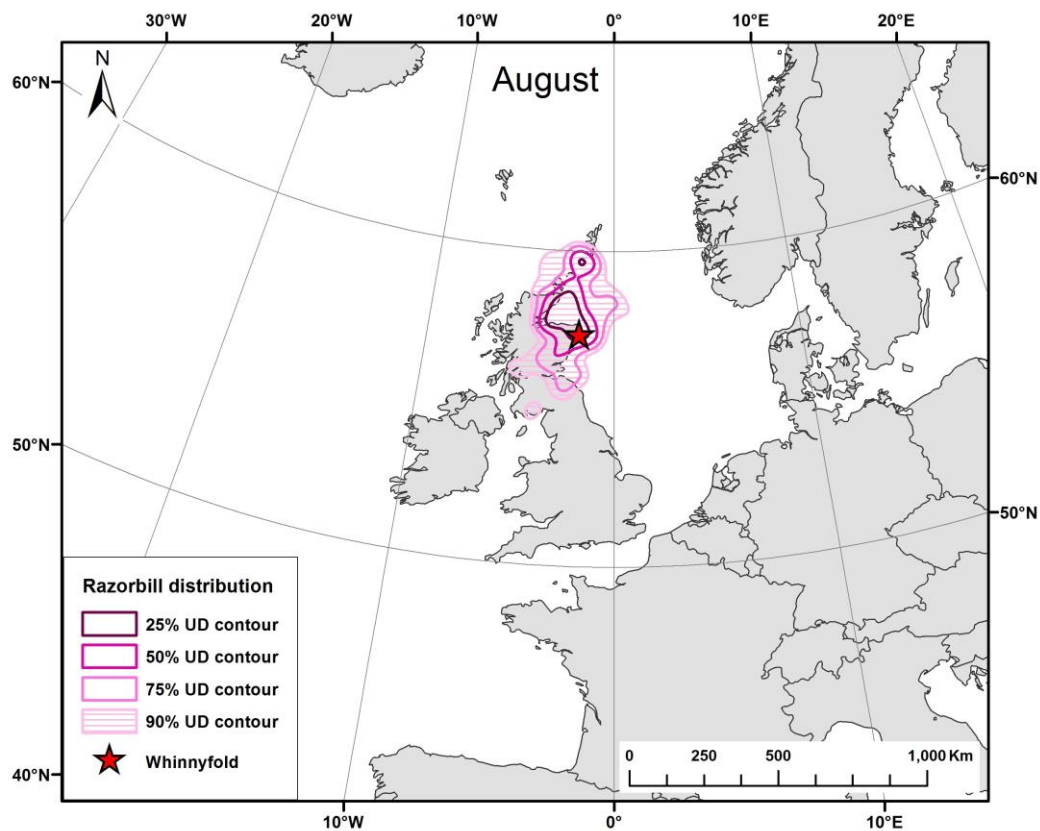 30°W 20°W 10°W 0° 10°E 20°E
N
August
60°N
60°N
50°N
50°N
Razorbill distribution
25% UD contour
50% UD contour
75% UD contour
90% UD contour
Whinnyfold
0 250 500 1,000 Km
40°N
40°N
10°W 0° 10°E